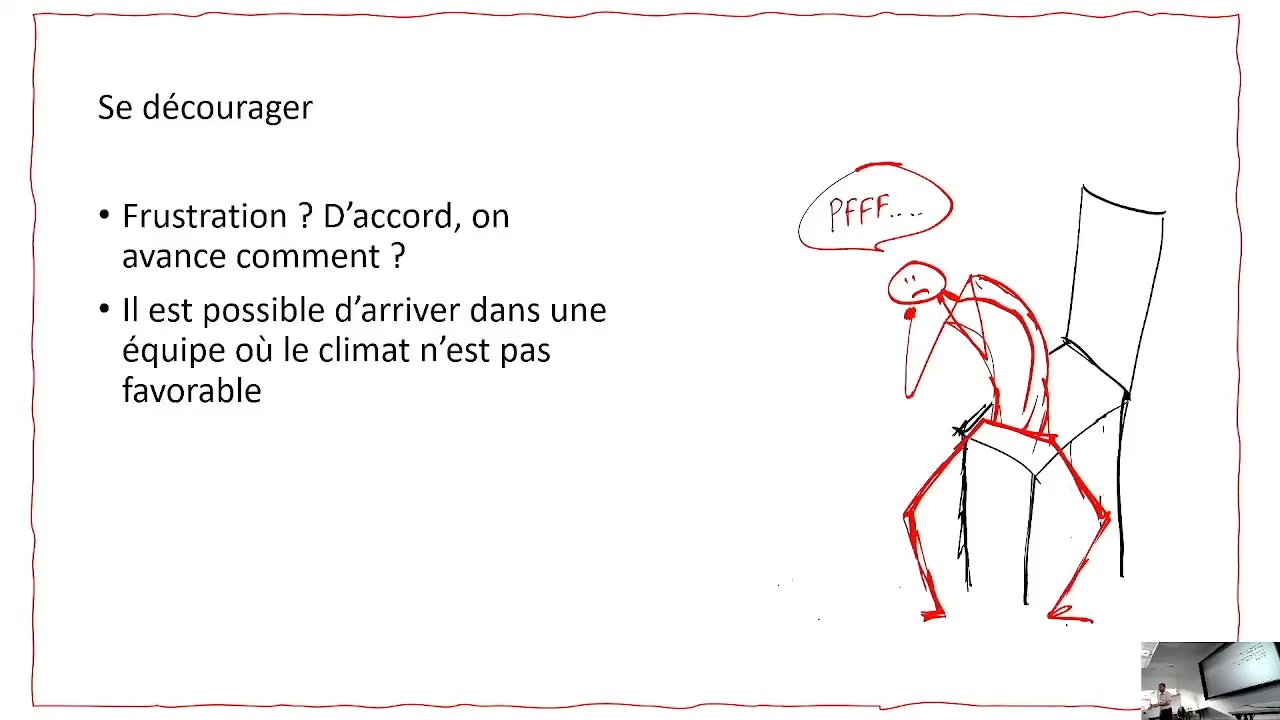 Se décourager
• Frustration ? D’accord, on
avance comment ?
• Il est possible d’arriver dans une
équipe où le climat n’est pas
favorable
PFFF....